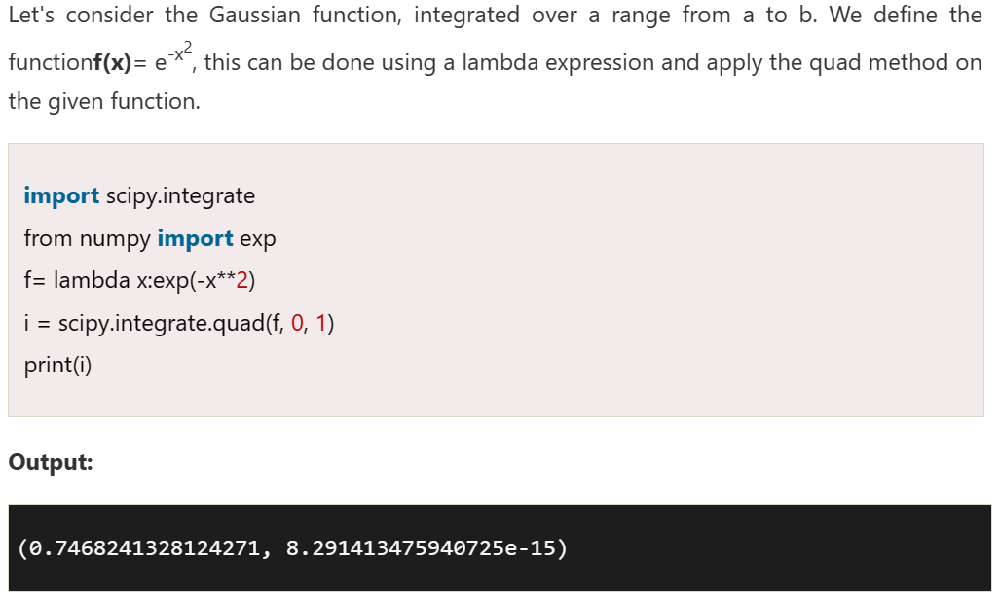 Let's consider the Gaussian function, integrated over a range from a to b. We define the
functionf(x)= e-x2, this can be done using a lambda expression and apply the quad method on
the given function.
import scipy.integrate
from numpy import exp
f= lambda x:exp(-x**2)
i = scipy.integrate.quad(f, 0, 1)
print(i)
Output:
(0.7468241328124271, 8.291413475940725e-15)